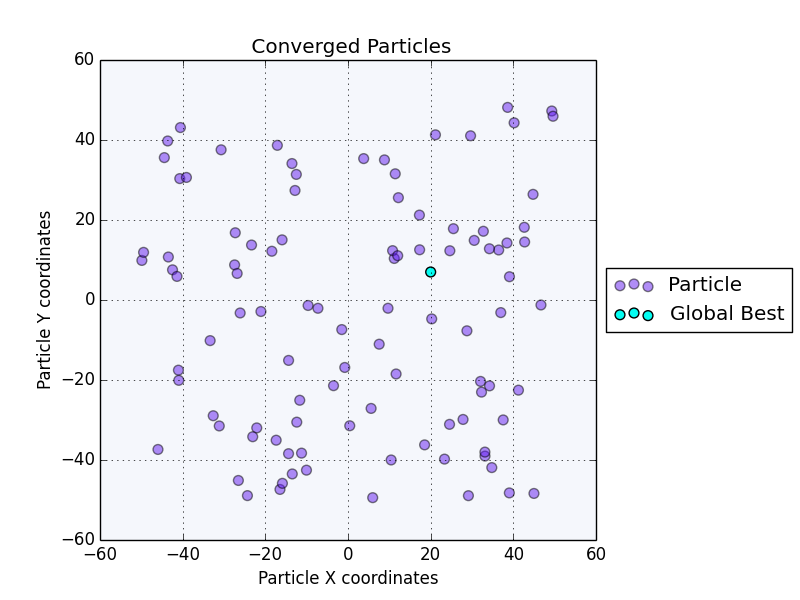 Converged Particles
60
40
20
0
−20
−40
−60
−60
−40
−20
0
20
40
60
Particle Y coordinates
Particle X coordinates
Particle
Global Best